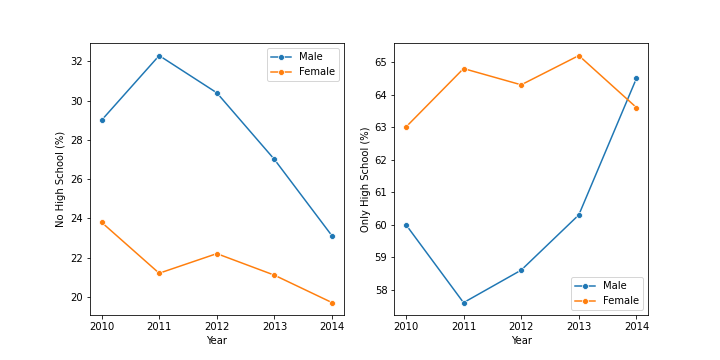 No High School (%)
32
30
28
26
24
22
20
2010 2011 2012 2013 2014
Year
Male
Female
Only High School (%)
65
64
63
62
61
60
59
58
2010 2011 2012 2013 2014
Year
Male
Female